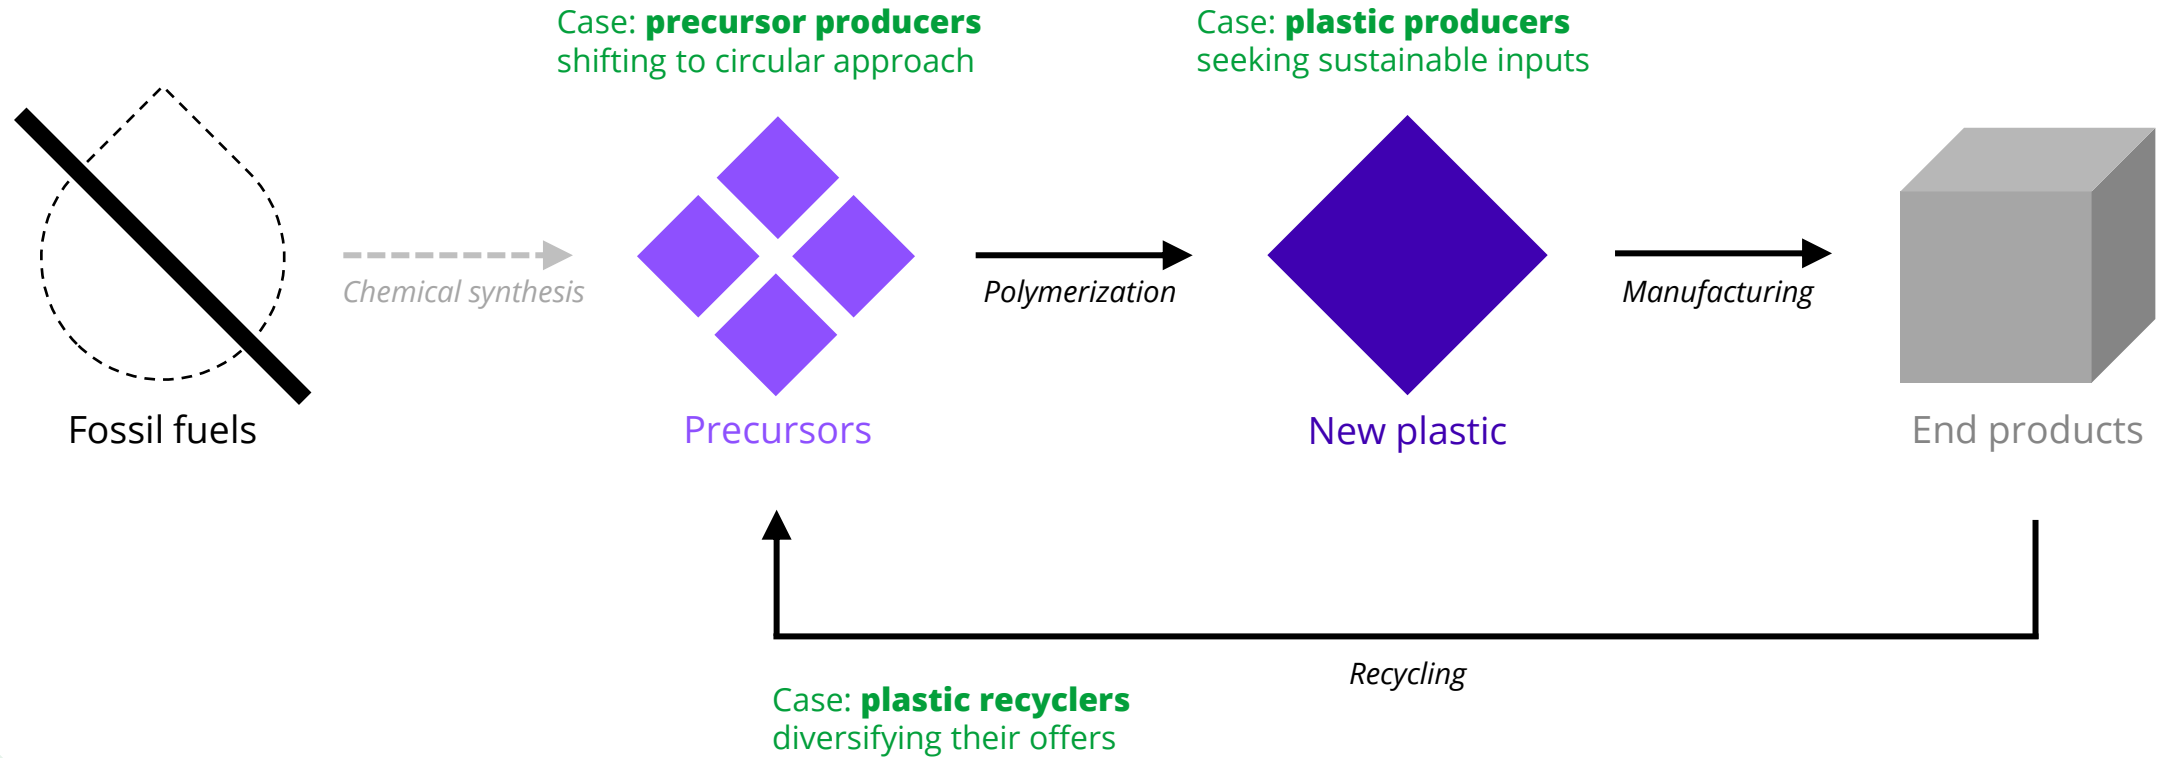 Case: precursor producers
shifting to circular approach
Case: plastic producers
seeking sustainable inputs
Chemical synthesis
Polymerization
Manufacturing
Fossil fuels
Precursors
New plastic
End products
Recycling
Case: plastic recyclers
diversifying their offers